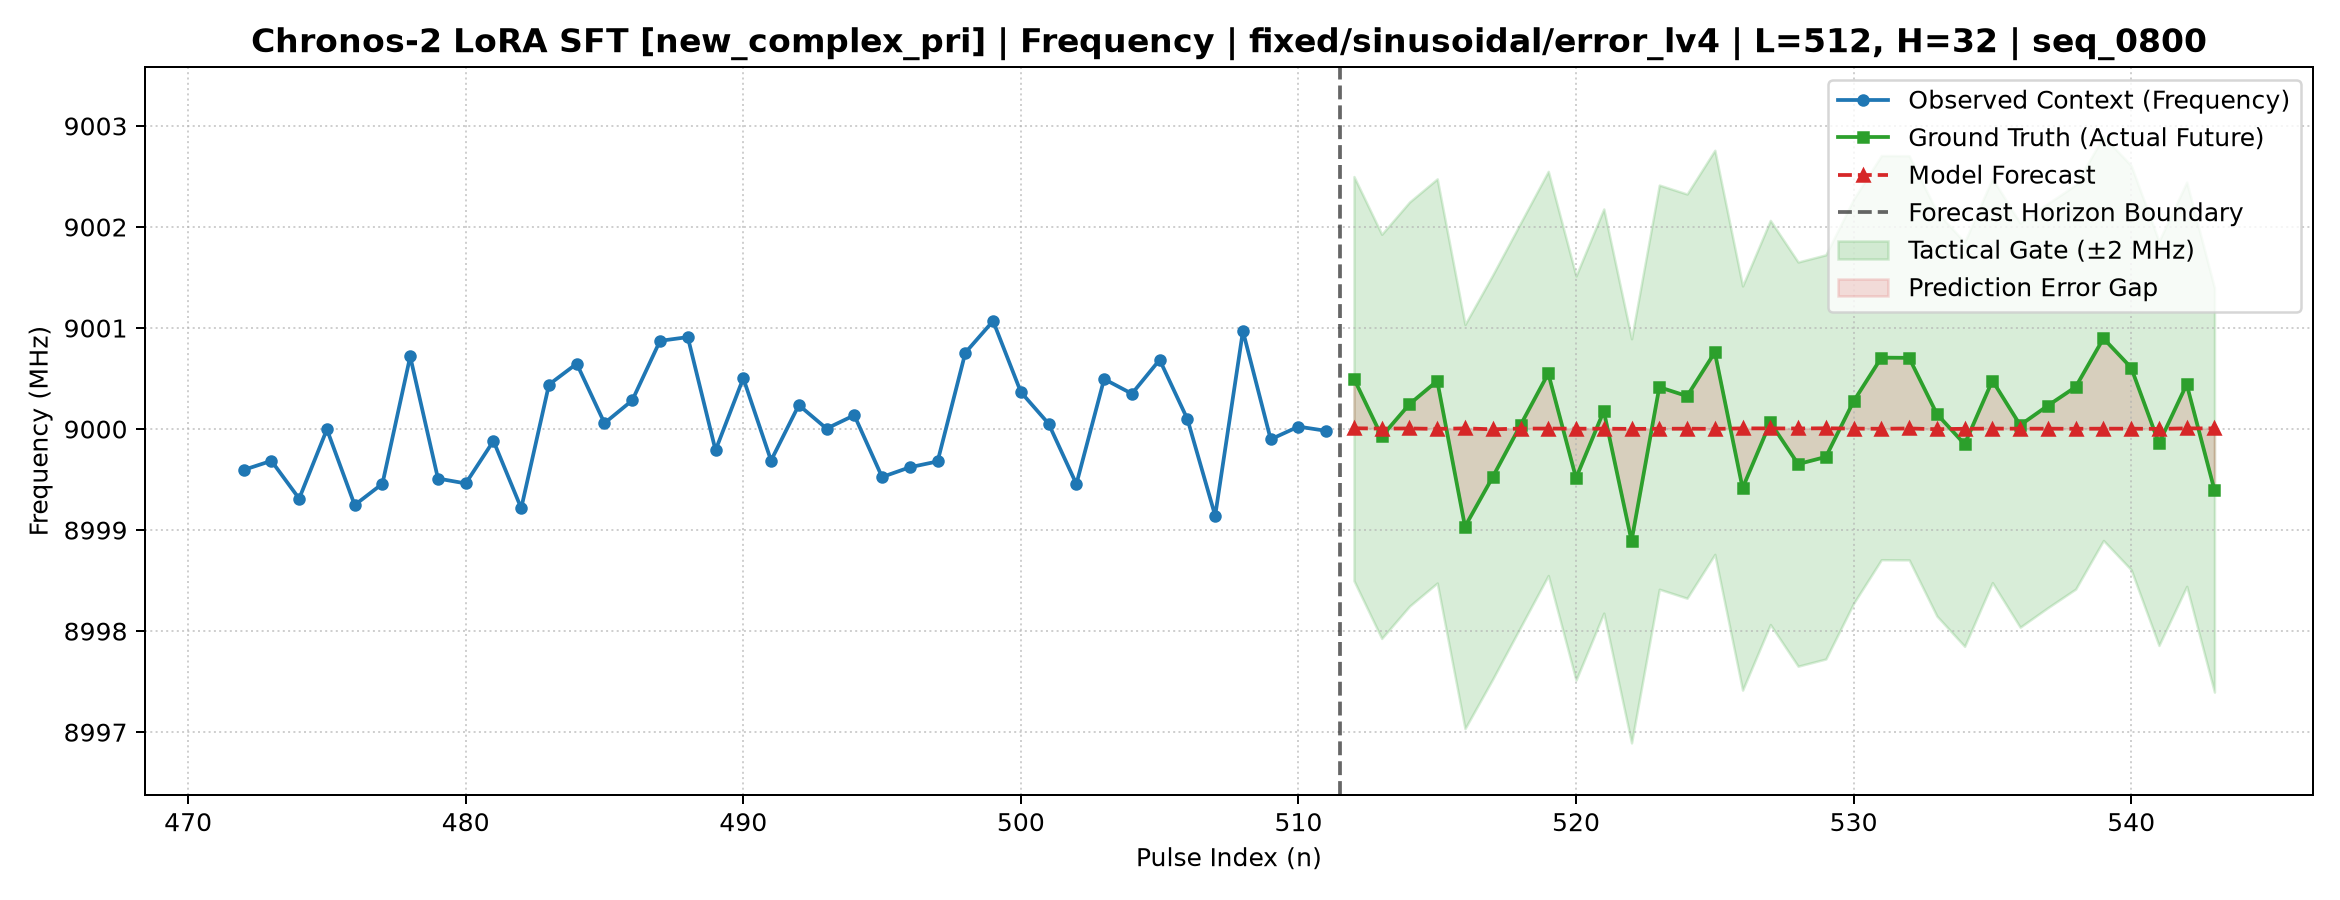 Chronos-2 LoRA SFT [new_complex_pri] | Frequency | fixed/sinusoidal/error_lv4 | L=512, H=32 | seq_0800
Observed Context (Frequency)
Ground Truth (Actual Future)
Model Forecast
Forecast Horizon Boundary
Tactical Gate (±2 MHz)
Prediction Error Gap
Frequency (MHz)
9003
9002
9001
9000
8999
8998
8997
470 480 490 500 510 520 530 540
Pulse Index (n)